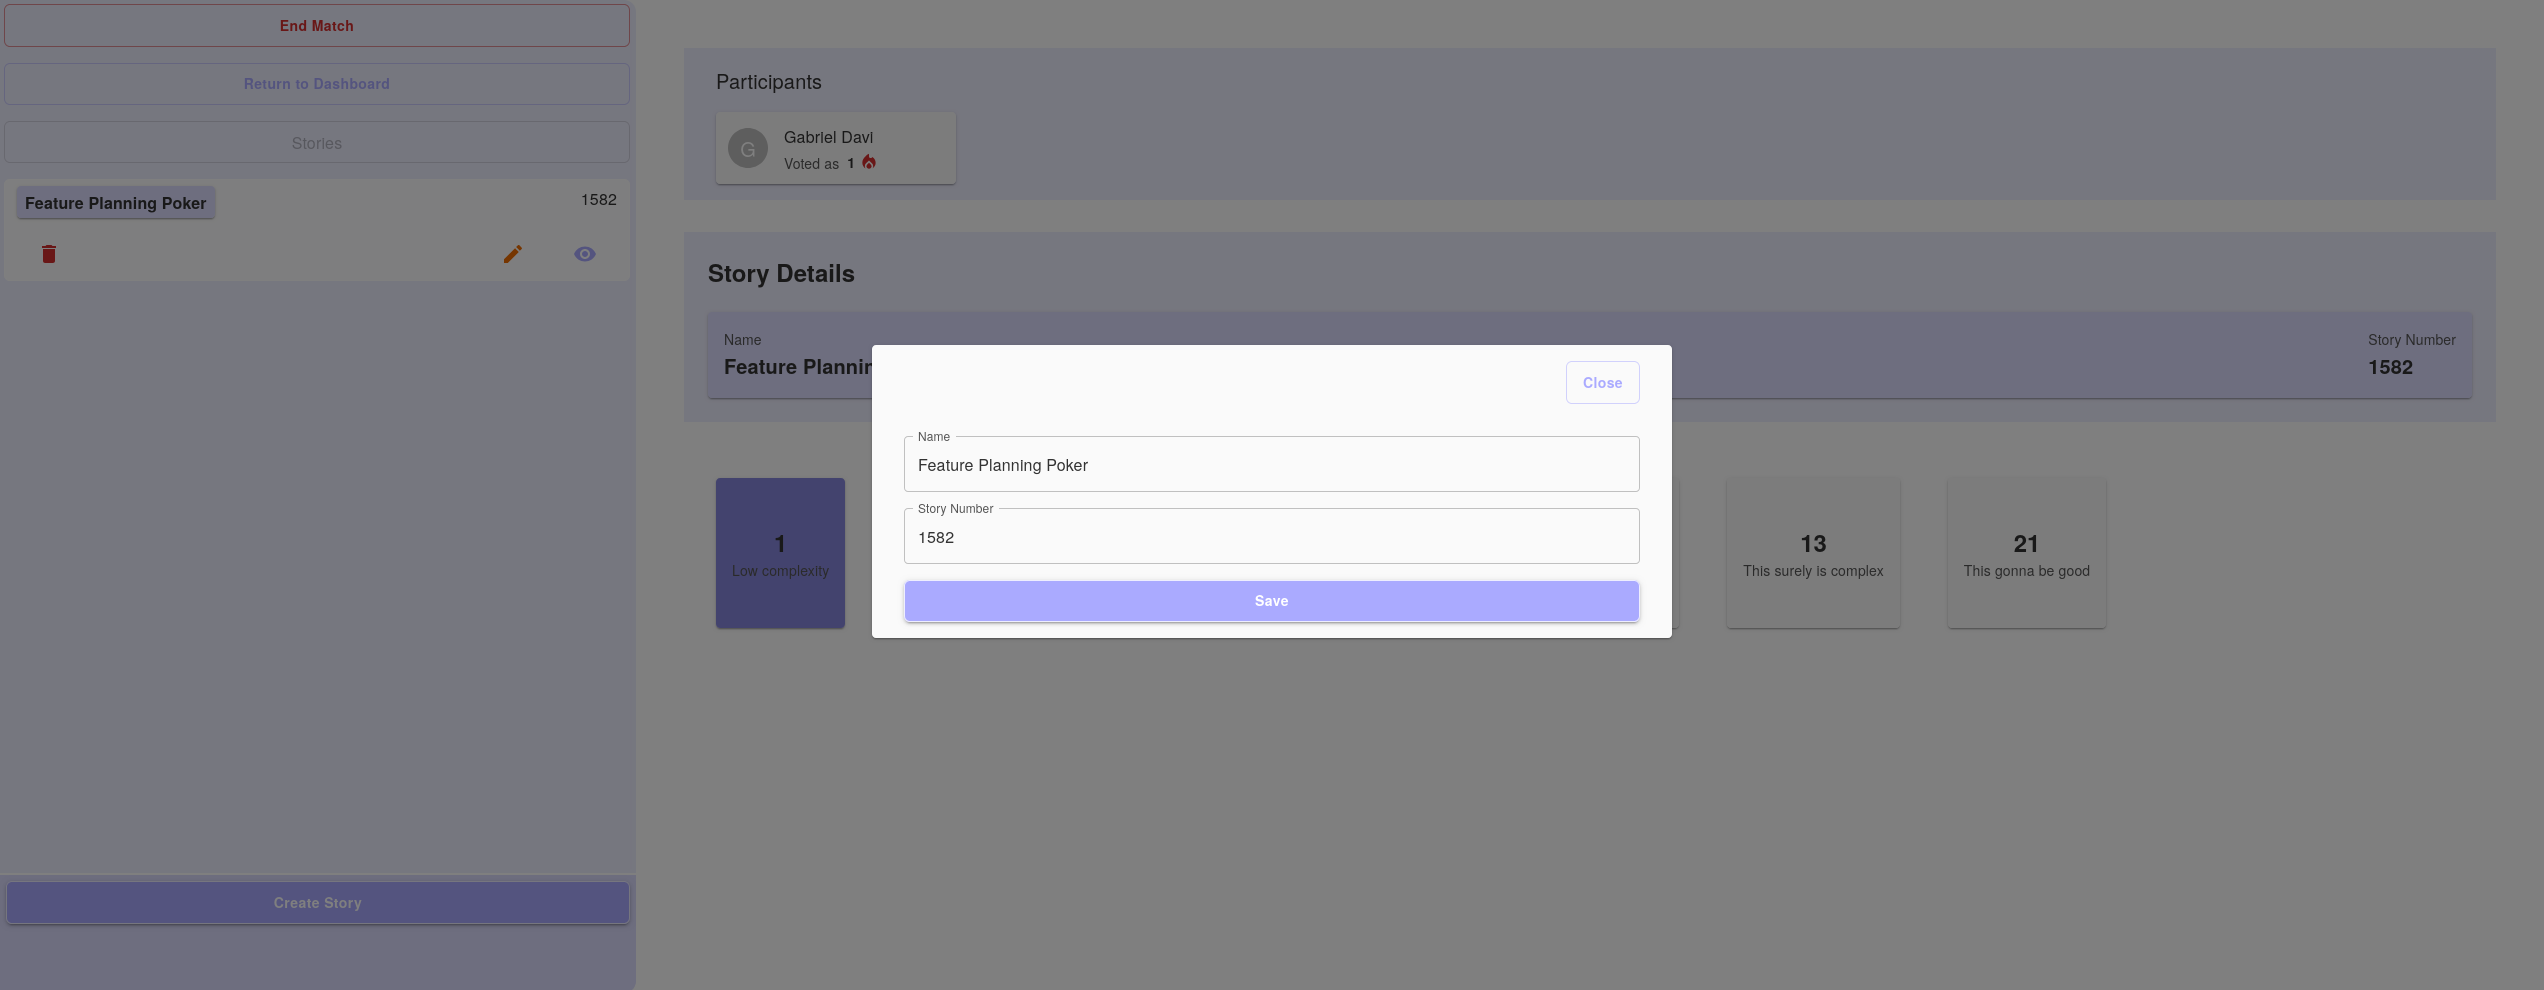 End Match
Return to Dashboard
Stories
Feature Planning Poker
1582
Create Story
Participants
G
Gabriel Davi
Voted as 1
Story Details
Name
Feature
Story Number
1582
1
Low complexity
13
This surely is complex
21
This gonna be good
Close
Name
Feature Planning Poker
Story Number
1582
Save